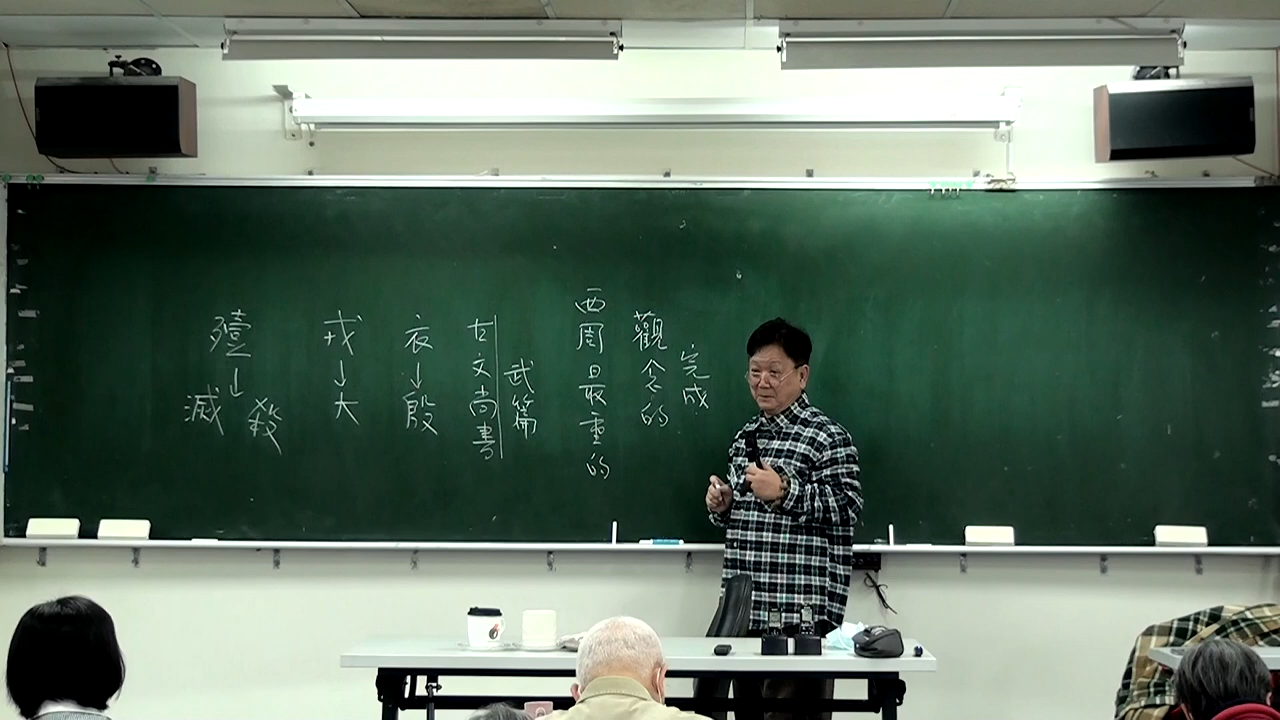 完成
觀念的
西周最重的
武篇
古文尚書
衣→殷
戎→大
殪→滅 殺